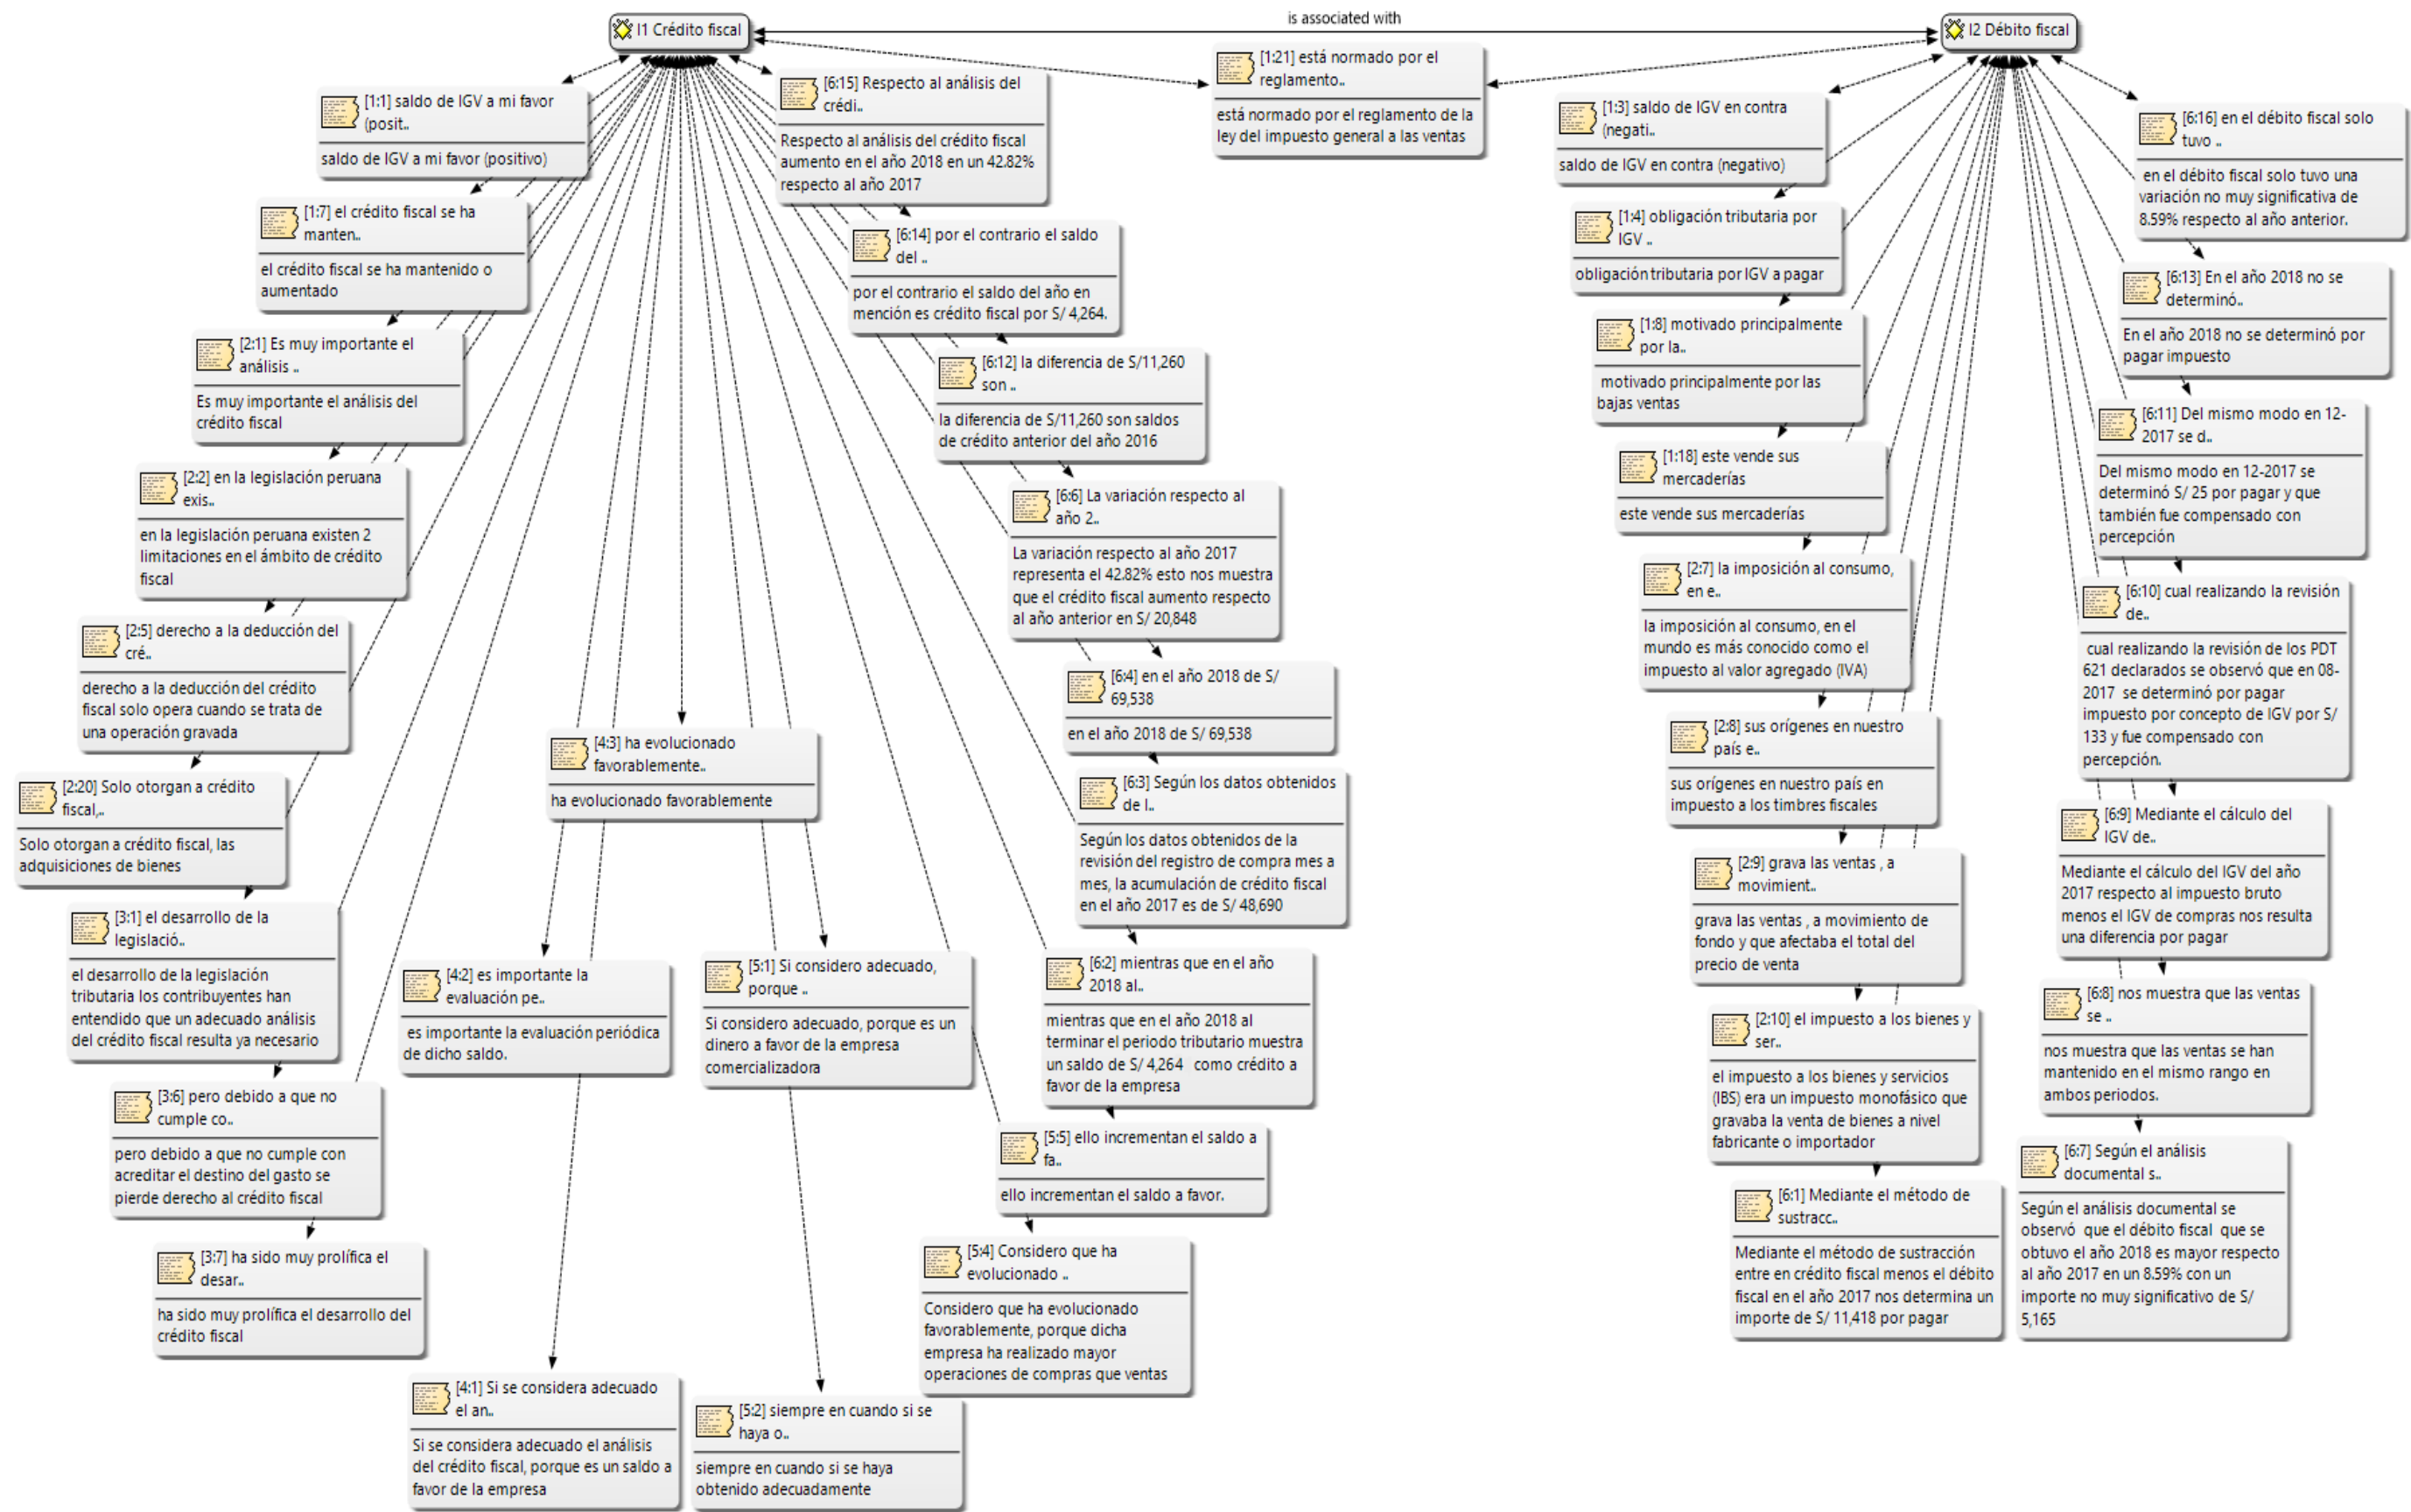 is associated with
I1 Crédito fiscal
I2 Débito fiscal
[1:21] está normado por el
reglamento..
está normado por el reglamento de la
ley del impuesto general a las ventas
[1:1] saldo de IGV a mi favor
(posit..
saldo de IGV a mi favor (positivo)
[1:7] el crédito fiscal se ha
manten..
el crédito fiscal se ha mantenido o
aumentado
[2:1] Es muy importante el
análisis ..
Es muy importante el análisis del
crédito fiscal
[2:2] en la legislación peruana
exis..
en la legislación peruana existen 2
limitaciones en el ámbito de crédito
fiscal
[2:5] derecho a la deducción del
cré..
derecho a la deducción del crédito
fiscal solo opera cuando se trata de
una operación gravada
[2:20] Solo otorgan a crédito
fiscal,..
Solo otorgan a crédito fiscal, las
adquisiciones de bienes
[3:1] el desarrollo de la
legislació..
el desarrollo de la legislación
tributaria los contribuyentes han
entendido que un adecuado análisis
del crédito fiscal resulta ya necesario
[3:6] pero debido a que no
cumple co..
pero debido a que no cumple con
acreditar el destino del gasto se
pierde derecho al crédito fiscal
[3:7] ha sido muy prolífica el
desar..
ha sido muy prolífica el desarrollo del
crédito fiscal
[4:3] ha evolucionado
favorablemente..
ha evolucionado favorablemente
[4:2] es importante la
evaluación pe..
es importante la evaluación periódica
de dicho saldo.
[4:1] Si se considera adecuado
el an..
Si se considera adecuado el análisis
del crédito fiscal, porque es un saldo a
favor de la empresa
[5:1] Si considero adecuado,
porque ..
Si considero adecuado, porque es un
dinero a favor de la empresa
comercializadora
[5:2] siempre en cuando si se
haya o..
siempre en cuando si se haya
obtenido adecuadamente
[6:15] Respecto al análisis del
crédi..
Respecto al análisis del crédito fiscal
aumento en el año 2018 en un 42.82%
respecto al año 2017
[6:14] por el contrario el saldo
del ..
por el contrario el saldo del año en
mención es crédito fiscal por S/ 4,264.
[6:12] la diferencia de S/11,260
son ..
la diferencia de S/11,260 son saldos
de crédito anterior del año 2016
[6:6] La variación respecto al
año 2..
La variación respecto al año 2017
representa el 42.82% esto nos muestra
que el crédito fiscal aumento respecto
al año anterior en S/ 20,848
[6:4] en el año 2018 de S/
69,538
en el año 2018 de S/ 69,538
[6:3] Según los datos obtenidos
de l..
Según los datos obtenidos de la
revisión del registro de compra mes a
mes, la acumulación de crédito fiscal
en el año 2017 es de S/ 48,690
[6:2] mientras que en el año
2018 al..
mientras que en el año 2018 al
terminar el periodo tributario muestra
un saldo de S/ 4,264 como crédito a
favor de la empresa
[5:5] ello incrementan el saldo a
fa..
ello incrementan el saldo a favor.
[5:4] Considero que ha
evolucionado ..
Considero que ha evolucionado
favorablemente, porque dicha
empresa ha realizado mayor
operaciones de compras que ventas
[1:3] saldo de IGV en contra
(negati..
saldo de IGV en contra (negativo)
[1:4] obligación tributaria por
IGV ..
obligación tributaria por IGV a pagar
[1:8] motivado principalmente
por la..
motivado principalmente por las
bajas ventas
[1:18] este vende sus
mercaderías
este vende sus mercaderías
[2:7] la imposición al consumo,
en e..
la imposición al consumo, en el
mundo es más conocido como el
impuesto al valor agregado (IVA)
[2:8] sus orígenes en nuestro
país e..
sus orígenes en nuestro país en
impuesto a los timbres fiscales
[2:9] grava las ventas , a
movimient..
grava las ventas , a movimiento de
fondo y que afectaba el total del
precio de venta
[2:10] el impuesto a los bienes y
ser..
el impuesto a los bienes y servicios
(IBS) era un impuesto monofásico que
gravaba la venta de bienes a nivel
fabricante o importador
[6:1] Mediante el método de
sustracc..
Mediante el método de sustracción
entre en crédito fiscal menos el débito
fiscal en el año 2017 nos determina un
importe de S/ 11,418 por pagar
[6:16] en el débito fiscal solo
tuvo ..
en el débito fiscal solo tuvo una
variación no muy significativa de
8.59% respecto al año anterior.
[6:13] En el año 2018 no se
determinó..
En el año 2018 no se determinó por
pagar impuesto
[6:11] Del mismo modo en 12-
2017 se d..
Del mismo modo en 12-2017 se
determinó S/ 25 por pagar y que
también fue compensado con
percepción
[6:10] cual realizando la revisión
de..
cual realizando la revisión de los PDT
621 declarados se observó que en 08-
2017 se determinó por pagar
impuesto por concepto de IGV por S/
133 y fue compensado con
percepción.
[6:9] Mediante el cálculo del
IGV de..
Mediante el cálculo del IGV del año
2017 respecto al impuesto bruto
menos el IGV de compras nos resulta
una diferencia por pagar
[6:8] nos muestra que las ventas
se ..
nos muestra que las ventas se han
mantenido en el mismo rango en
ambos periodos.
[6:7] Según el análisis
documental s..
Según el análisis documental se
observó que el débito fiscal que se
obtuvo el año 2018 es mayor respecto
al año 2017 en un 8.59% con un
importe no muy significativo de S/
5,165